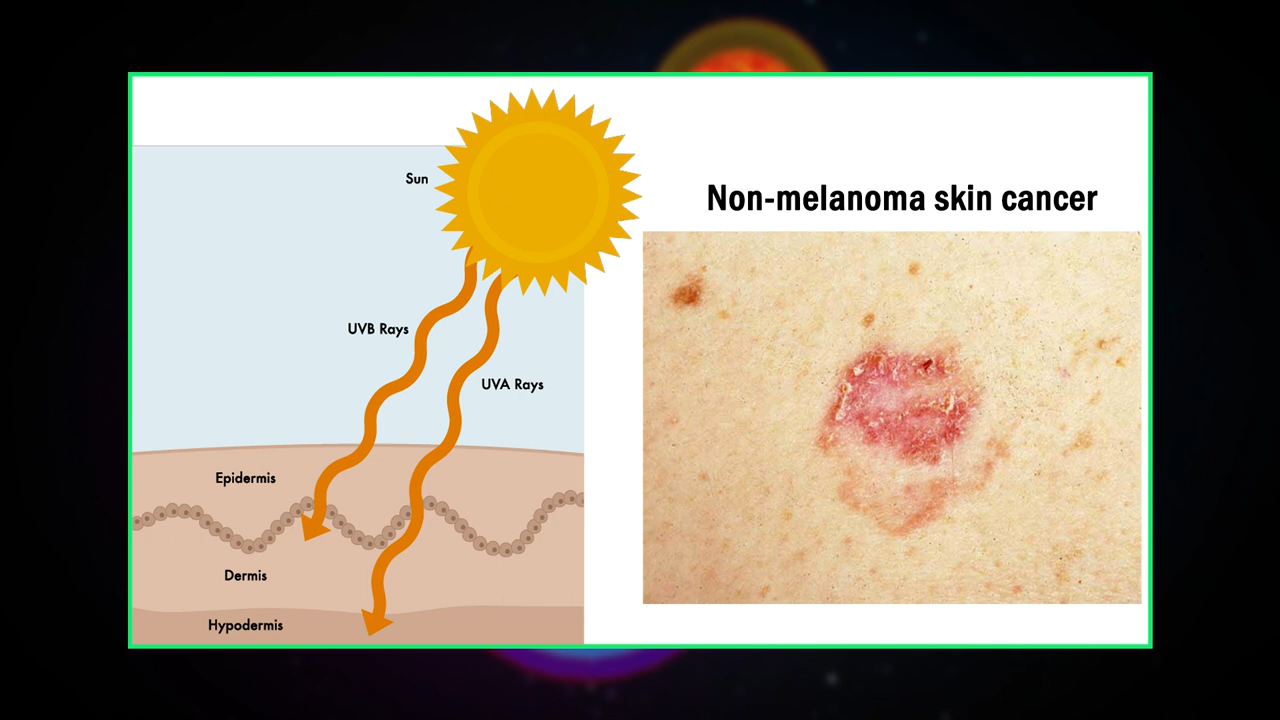 Sun
Non-melanoma skin cancer
UVB Rays
UVA Rays
Epidermis
Dermis
Hypodermis